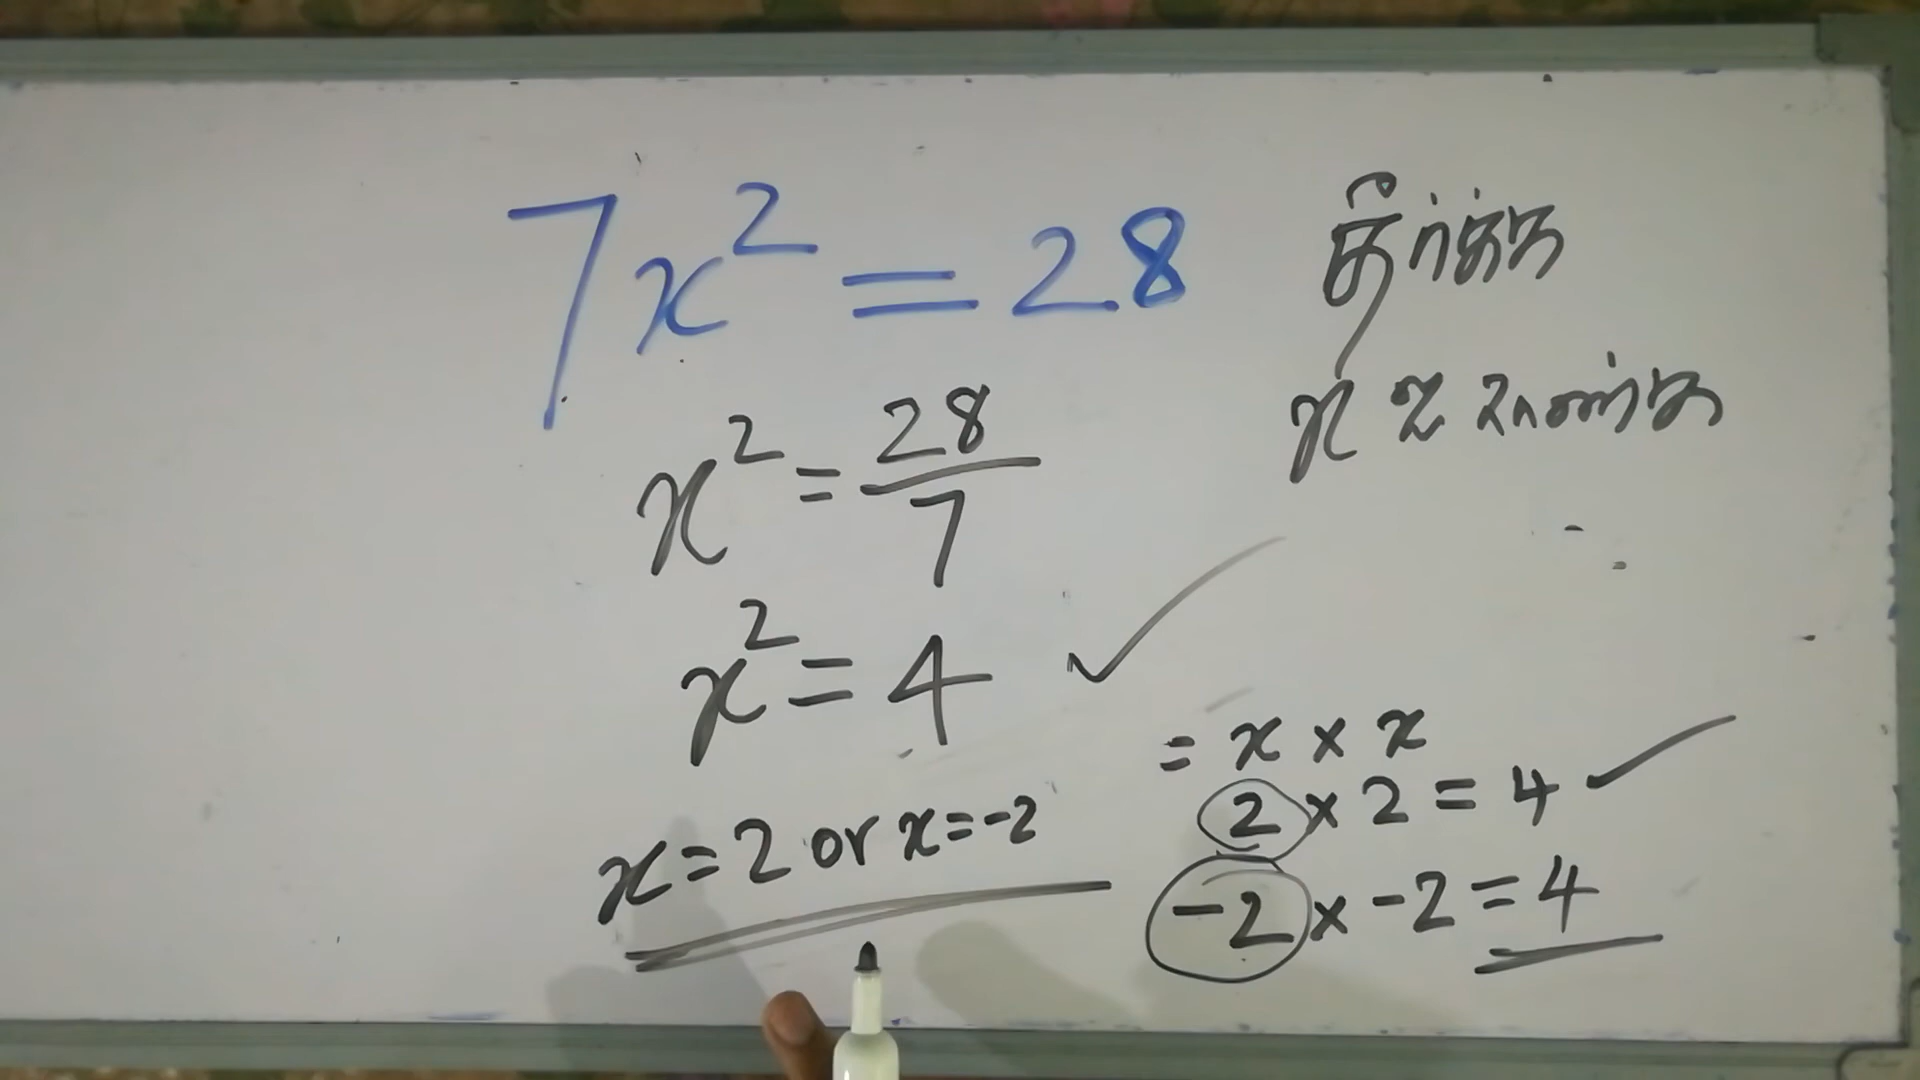 7x² = 28
தீர்க்க
x² = 28/7
x ஐ காண்க
x² = 4 ✓
= x × x
2 × 2 = 4 ✓
x = 2 or x = -2
-2 × -2 = 4